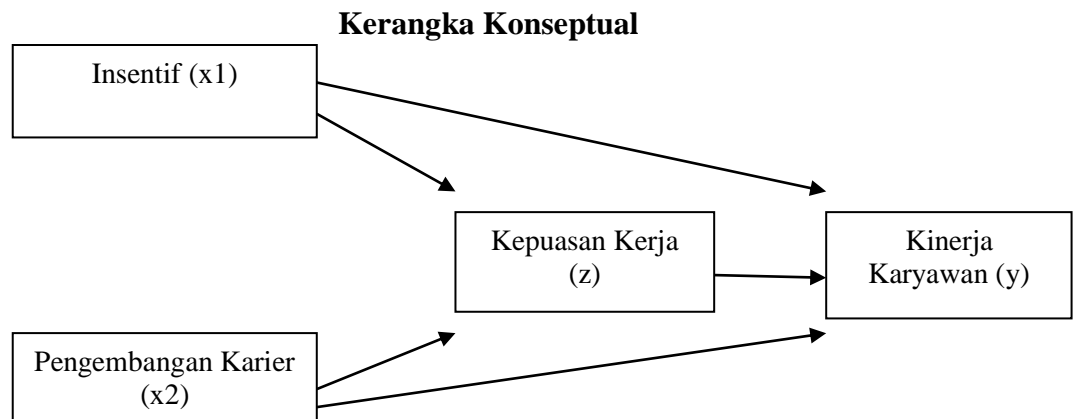 Kerangka Konseptual
Insentif (x1)
Kepuasan Kerja
(z)
Kinerja
Karyawan (y)
Pengembangan Karier
(x2)